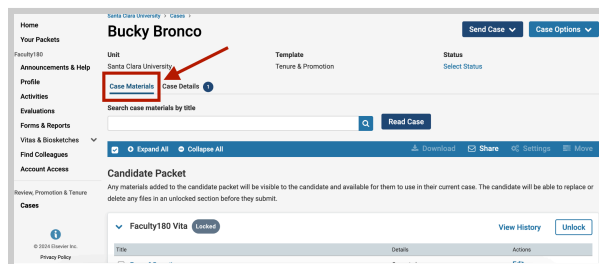 Home
Your Packets
Faculty180
Announcements & Help
Profile
Activities
Evaluations
Forms & Reports
Vitas & Biosketches
Find Colleagues
Account Access
Review, Promotion & Tenure
Cases
© 2024 Elsevier Inc.
Privacy Policy
Santa Clara University > Cases >
Bucky Bronco
Send Case
Case Options
Unit
Santa Clara University
Template
Tenure & Promotion
Status
Select Status
Case Materials
Case Details 1
Search case materials by title
Read Case
Expand All
Collapse All
Download
Share
Settings
Move
Candidate Packet
Any materials added to the candidate packet will be visible to the candidate and available for them to use in their current case. The candidate will be able to replace or
delete any files in an unlocked section before they submit.
Faculty180 Vita
Locked
View History
Unlock
Title
Details
Actions